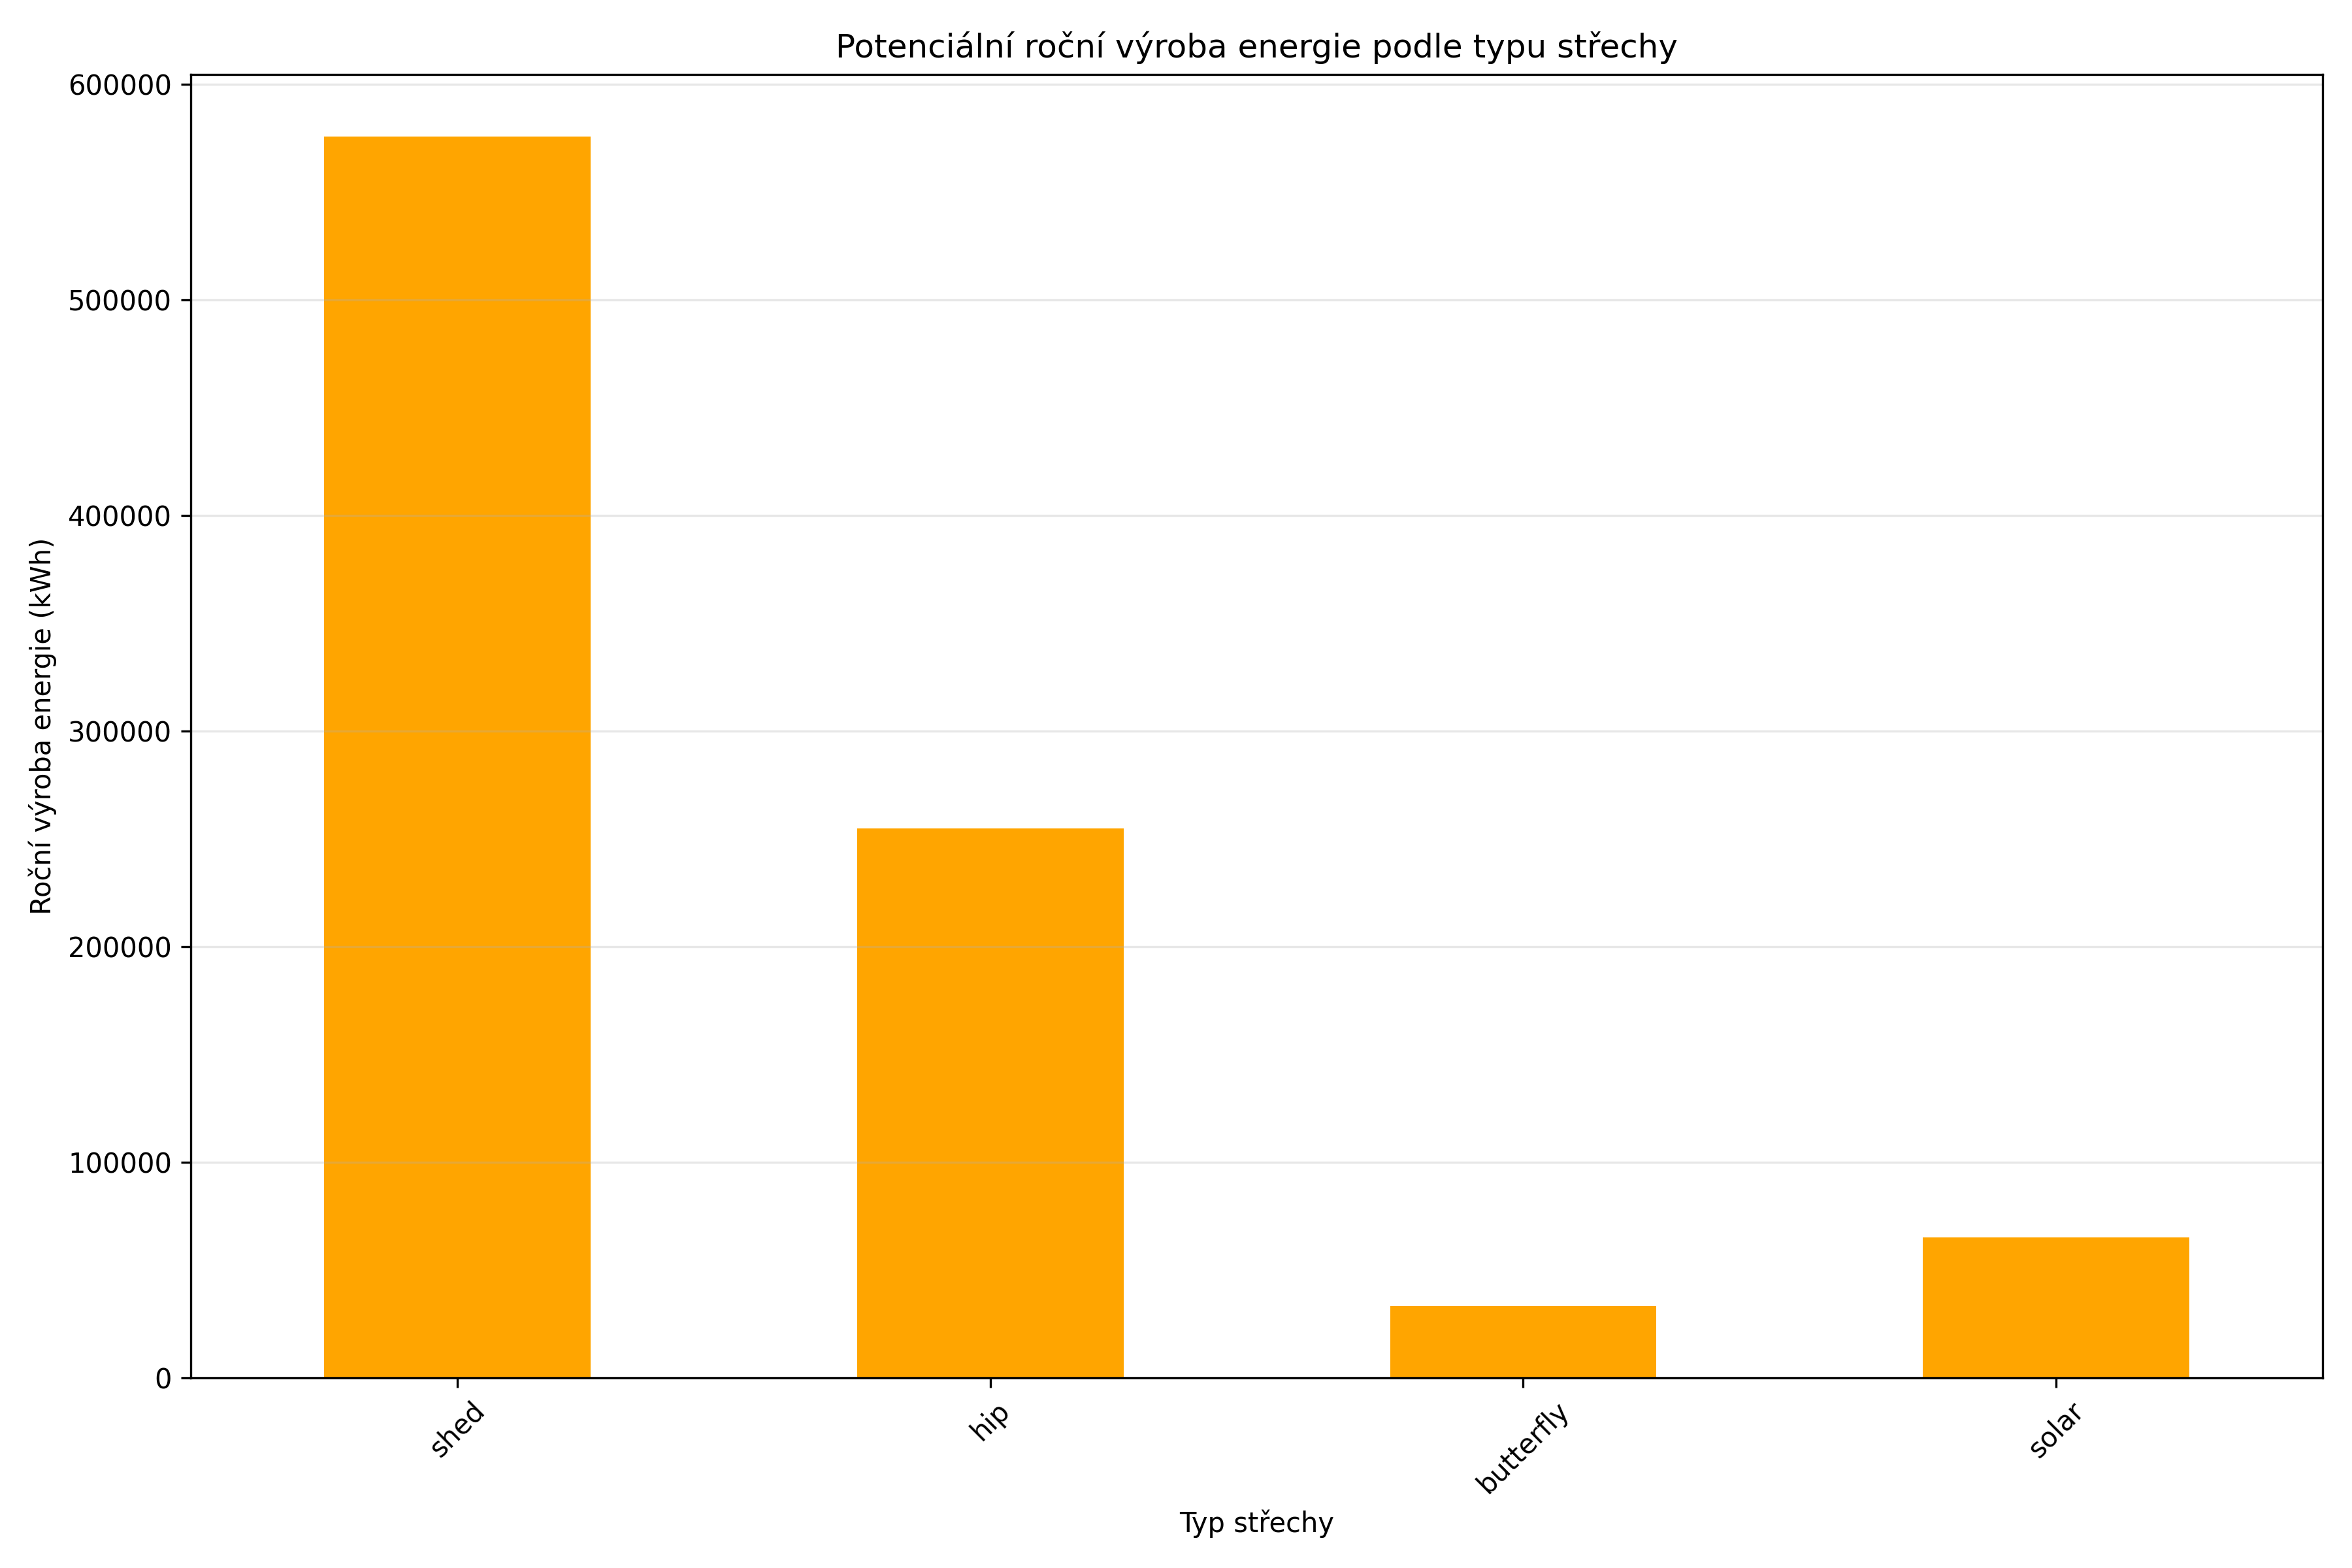 Potenciální roční výroba energie podle typu střechy
600000
500000
400000
300000
200000
100000
0
Roční výroba energie (kWh)
shed
hip
butterfly
solar
Typ střechy